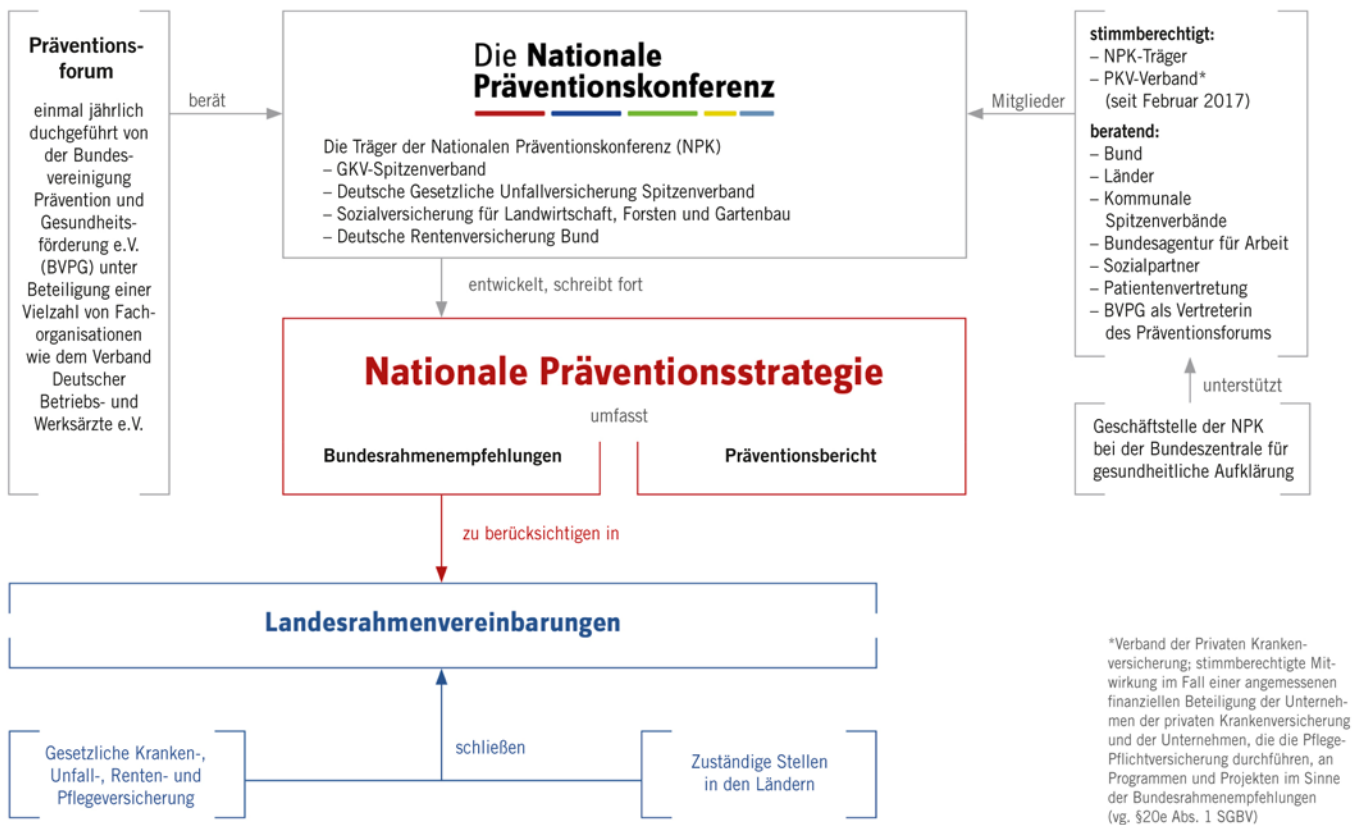 Präventions-
forum
einmal jährlich
duchgeführt von
der Bundes-
vereinigung
Prävention und
Gesundheits-
förderung e.V.
(BVPG) unter
Beteiligung einer
Vielzahl von Fach-
organisationen
wie dem Verband
Deutscher
Betriebs- und
Werksärzte e.V.
berät
Die Nationale
Präventionskonferenz
Die Träger der Nationalen Präventionskonferenz (NPK)
– GKV-Spitzenverband
– Deutsche Gesetzliche Unfallversicherung Spitzenverband
– Sozialversicherung für Landwirtschaft, Forsten und Gartenbau
– Deutsche Rentenversicherung Bund
Mitglieder
stimmberechtigt:
– NPK-Träger
– PKV-Verband*
(seit Februar 2017)
beratend:
– Bund
– Länder
– Kommunale
Spitzenverbände
– Bundesagentur für Arbeit
– Sozialpartner
– Patientenvertretung
– BVPG als Vertreterin
des Präventionsforums
unterstützt
Geschäftstelle der NPK
bei der Bundeszentrale für
gesundheitliche Aufklärung
entwickelt, schreibt fort
Nationale Präventionsstrategie
umfasst
Bundesrahmenempfehlungen
Präventionsbericht
zu berücksichtigen in
Landesrahmenvereinbarungen
schließen
Gesetzliche Kranken-,
Unfall-, Renten- und
Pflegeversicherung
Zuständige Stellen
in den Ländern
*Verband der Privaten Kranken-
versicherung; stimmberechtigte Mit-
wirkung im Fall einer angemessenen
finanziellen Beteiligung der Unterneh-
men der privaten Krankenversicherung
und der Unternehmen, die die Pflege-
Pflichtversicherung durchführen, an
Programmen und Projekten im Sinne
der Bundesrahmenempfehlungen
(vg. §20e Abs. 1 SGBV)